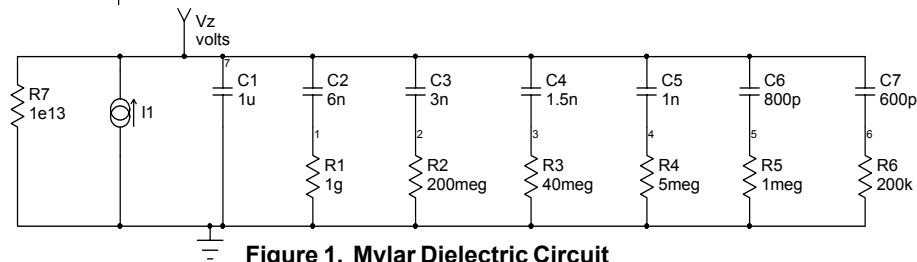 Vz
volts
R7
1e13
I1
7
C1
1u
C2
6n
C3
3n
C4
1.5n
C5
1n
C6
800p
C7
600p
1
2
3
4
5
6
R1
1g
R2
200meg
R3
40meg
R4
5meg
R5
1meg
R6
200k
Figure 1. Mylar Dielectric Circuit